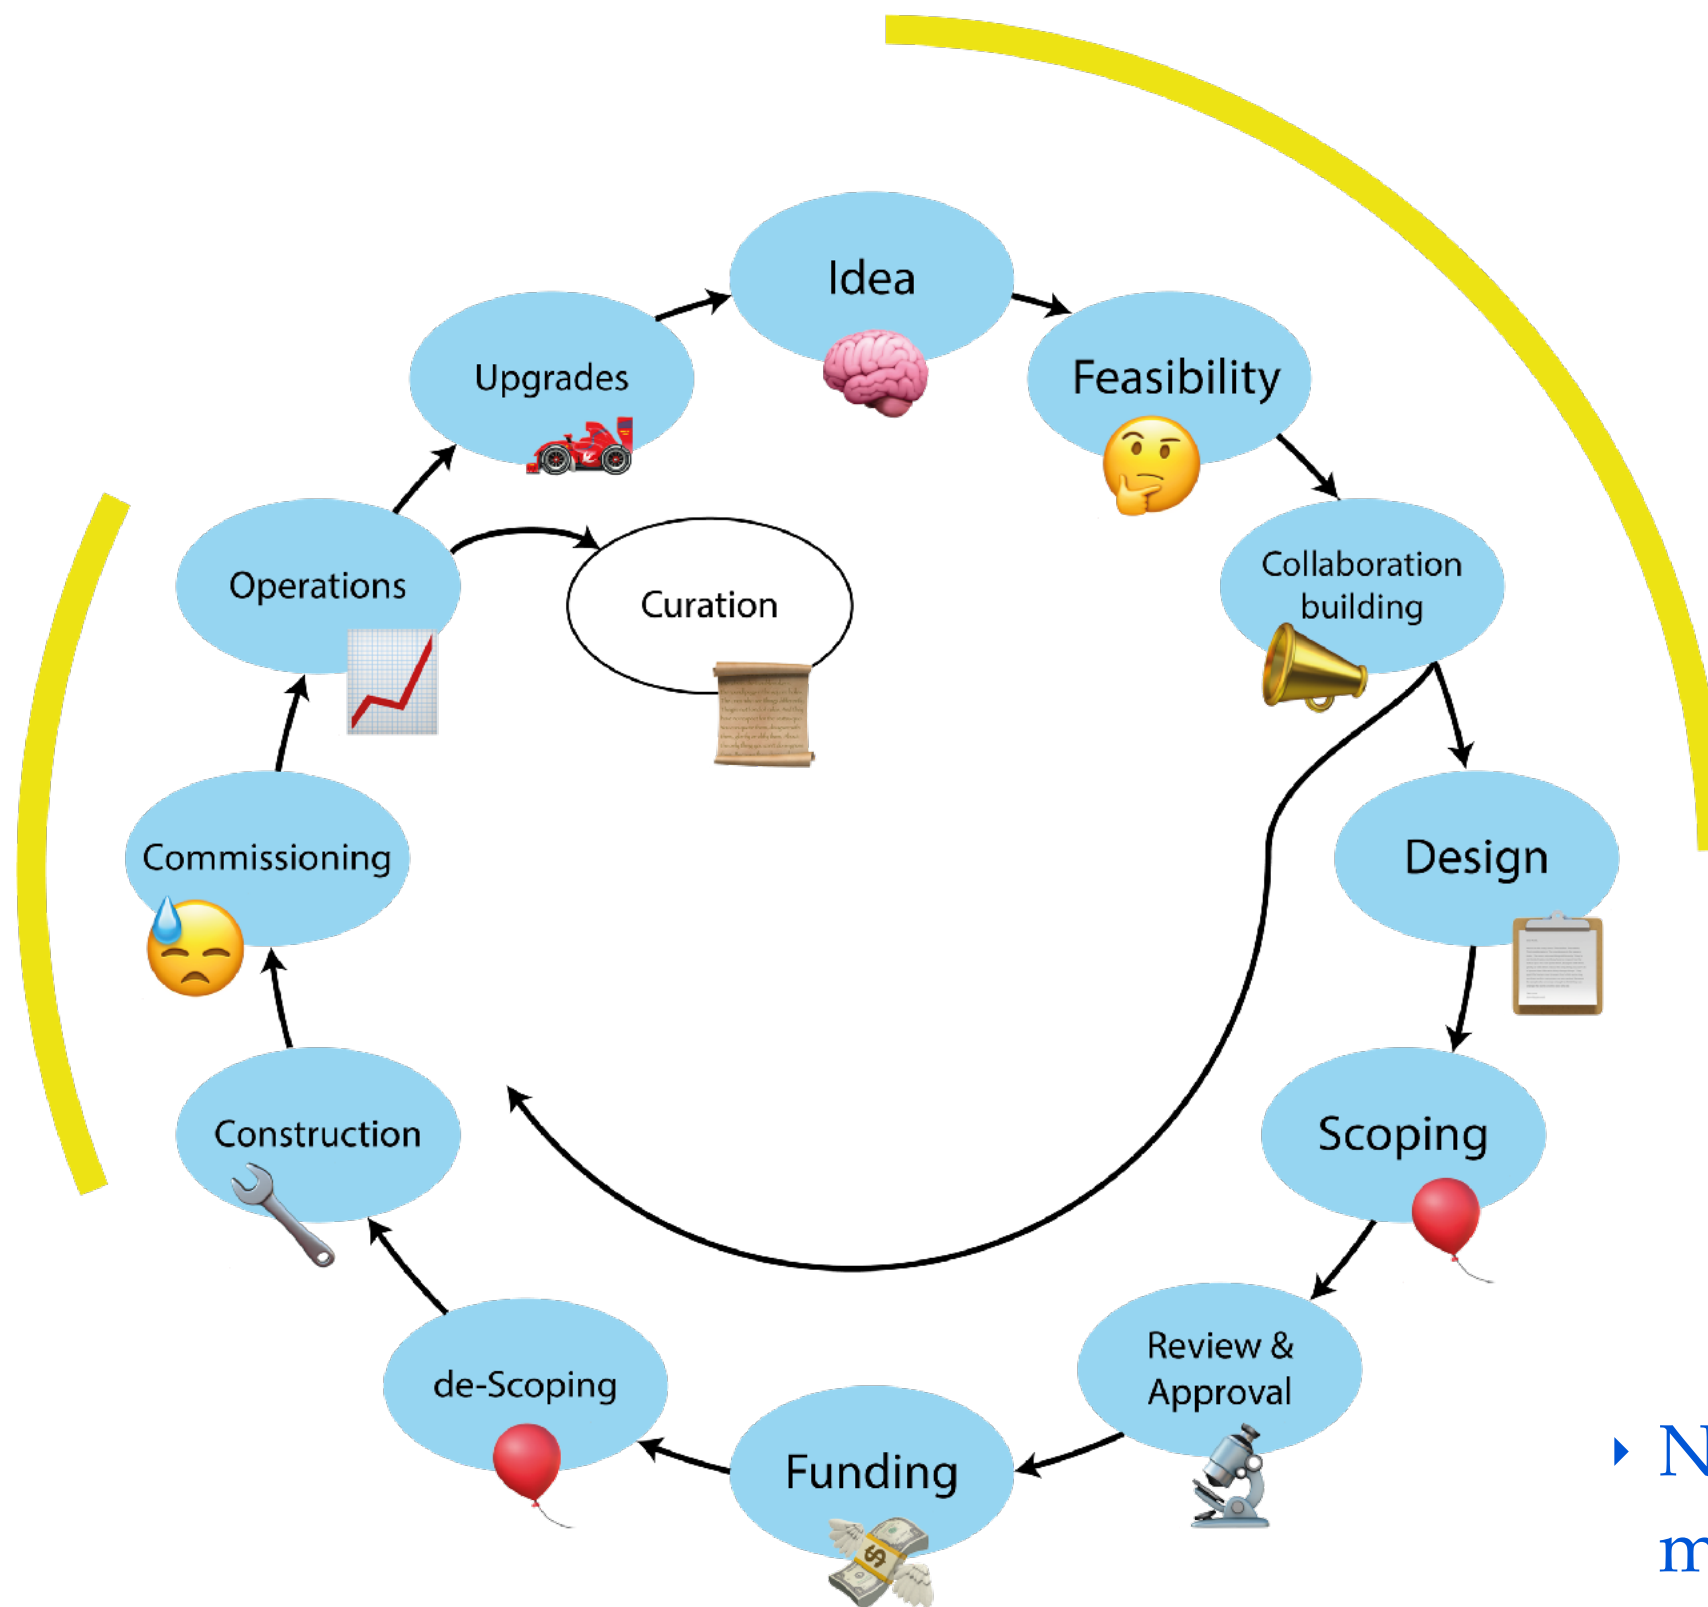 Idea
Feasibility
Collaboration
building
Design
Scoping
Review &
Approval
Funding
de-Scoping
Construction
Commissioning
Operations
Upgrades
Curation